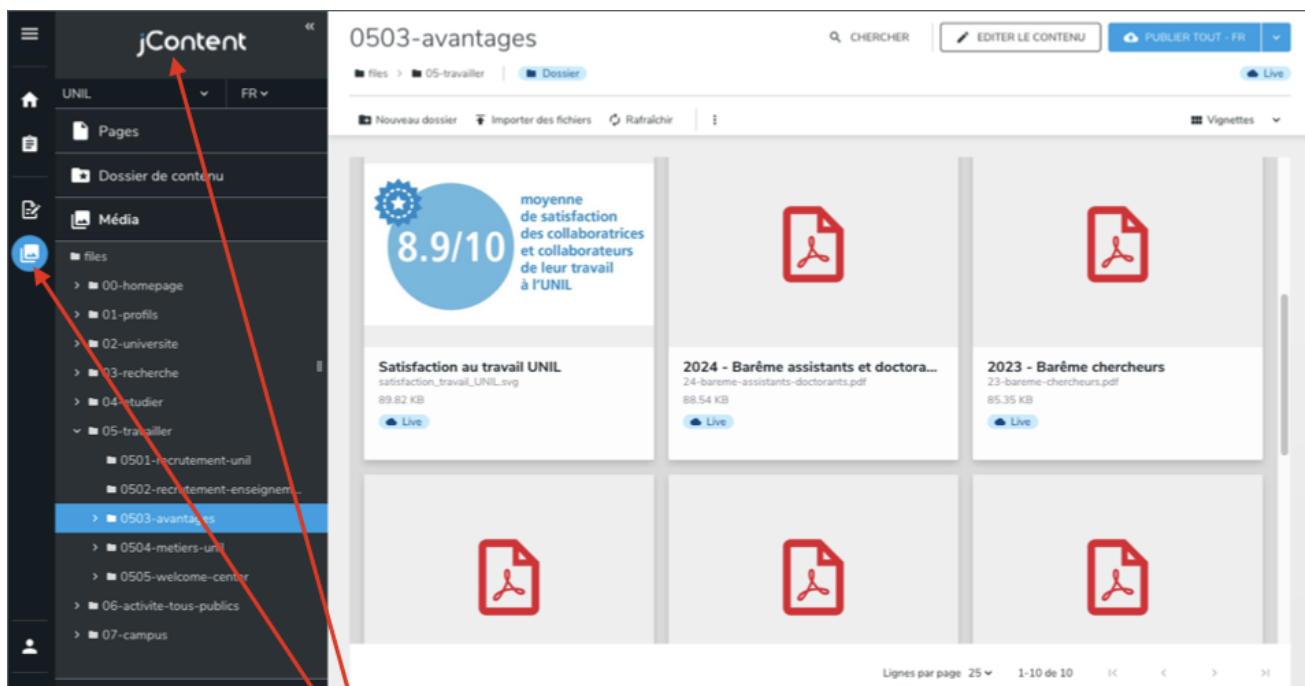 jContent
UNIL
FR
Pages
Dossier de contenu
Média
files
00-homepage
01-profils
02-universite
03-recherche
04-etudier
05-travailler
0501-recrutement-unil
0502-recrutement-enseignem...
0503-avantages
0504-metiers-unil
0505-welcome-center
06-activite-tous-publics
07-campus
0503-avantages
CHERCHER
EDITER LE CONTENU
PUBLIER TOUT - FR
files > 05-travailler
Dossier
Live
Nouveau dossier
Importer des fichiers
Rafraîchir
Vignettes
8.9/10
moyenne
de satisfaction
des collaboratrices
et collaborateurs
de leur travail
à l'UNIL
Satisfaction au travail UNIL
satisfaction_travail_UNIL.svg
89.82 KB
Live
2024 - Barême assistants et doctora...
24-bareme-assistants-doctorants.pdf
88.54 KB
Live
2023 - Barême chercheurs
23-bareme-chercheurs.pdf
85.35 KB
Live
Lignes par page 25
1-10 de 10